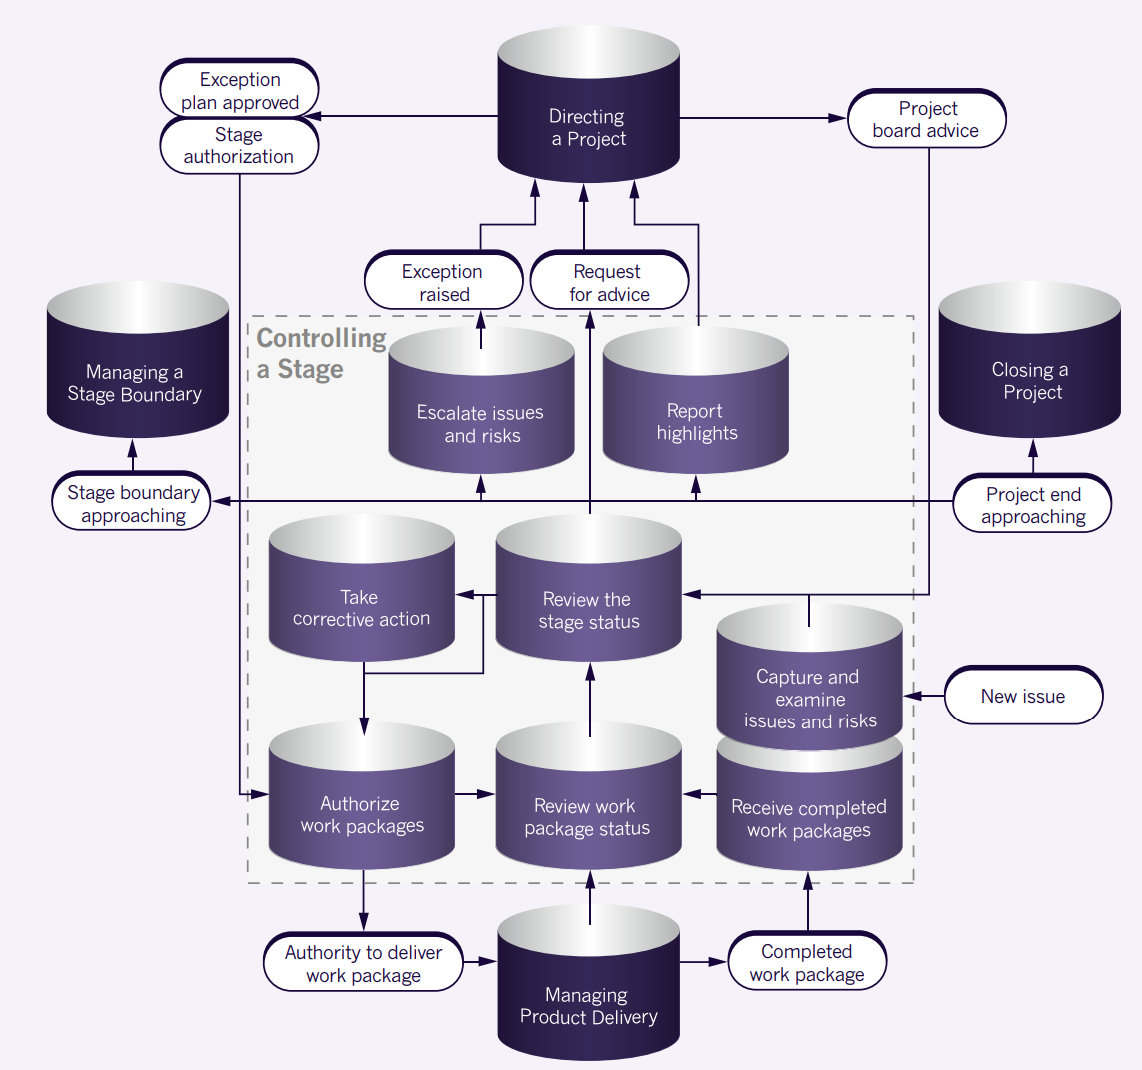 Exception
plan approved
Stage
authorization
Directing
a Project
Project
board advice
Exception
raised
Request
for advice
Controlling
a Stage
Managing a
Stage Boundary
Closing a
Project
Escalate issues
and risks
Report
highlights
Stage boundary
approaching
Project end
approaching
Take
corrective action
Review the
stage status
Capture and
examine
issues and risks
New issue
Authorize
work packages
Review work
package status
Receive completed
work packages
Authority to deliver
work package
Managing
Product Delivery
Completed
work package